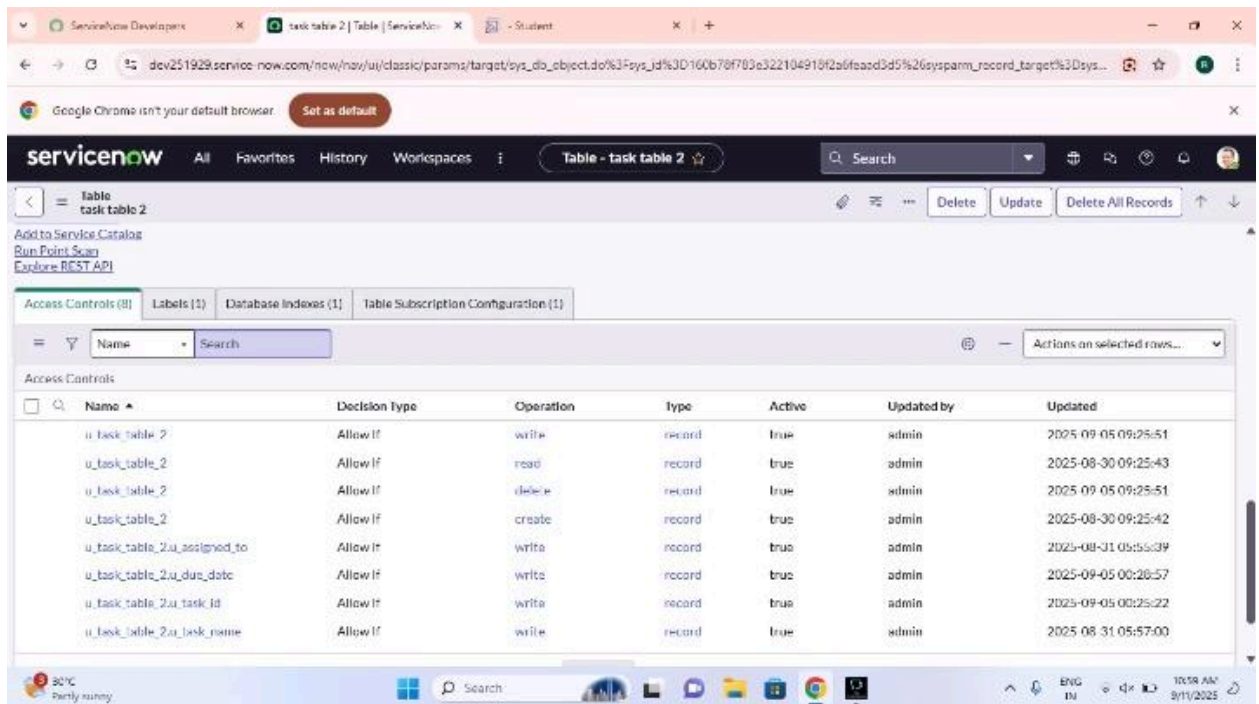 ServiceNow Developers
task table 2 | Table | ServiceNo
- Student
dev251929.service-now.com/now/nav/ui/classic/params/target/sys_db_object.do%3Fsys_id%3D160b78f783e322104918f2a6feaad3d5%26sysparm_record_target%3Dsys...
Google Chrome isn't your default browser
Set as default
servicenow All Favorites History Workspaces Table - task table 2 Search
Table
task table 2
Delete Update Delete All Records
Add to Service Catalog
Run Point Scan
Explore REST API
Access Controls (8) Labels (1) Database Indexes (1) Table Subscription Configuration (1)
Name Search Actions on selected rows...
Access Controls
Name Decision Type Operation Type Active Updated by Updated
u_task_table_2 Allow If write record true admin 2025-09-05 09:25:51
u_task_table_2 Allow If read record true admin 2025-08-30 09:25:43
u_task_table_2 Allow If delete record true admin 2025-09-05 09:25:51
u_task_table_2 Allow If create record true admin 2025-08-30 09:25:42
u_task_table_2.u_assigned_to Allow If write record true admin 2025-08-31 05:55:39
u_task_table_2.u_due_date Allow If write record true admin 2025-09-05 00:28:57
u_task_table_2.u_task_id Allow If write record true admin 2025-09-05 00:25:22
u_task_table_2.u_task_name Allow If write record true admin 2025-08-31 05:57:00
30°C
Partly sunny
Search
ENG
IN
10:59 AM
9/11/2025